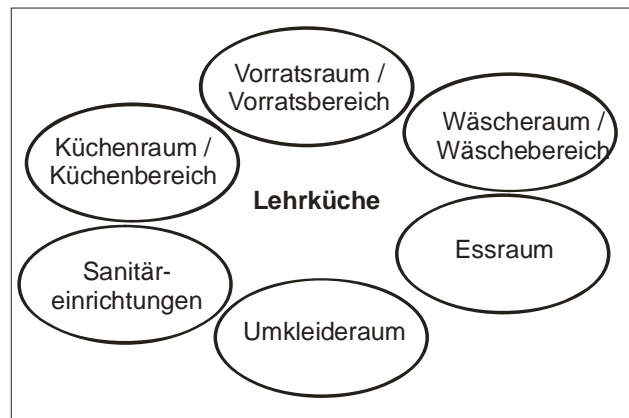 Vorratsraum /
Vorratsbereich
Wäscheraum /
Wäschebereich
Küchenraum /
Küchenbereich
Lehrküche
Essraum
Sanitär-
einrichtungen
Umkleideraum